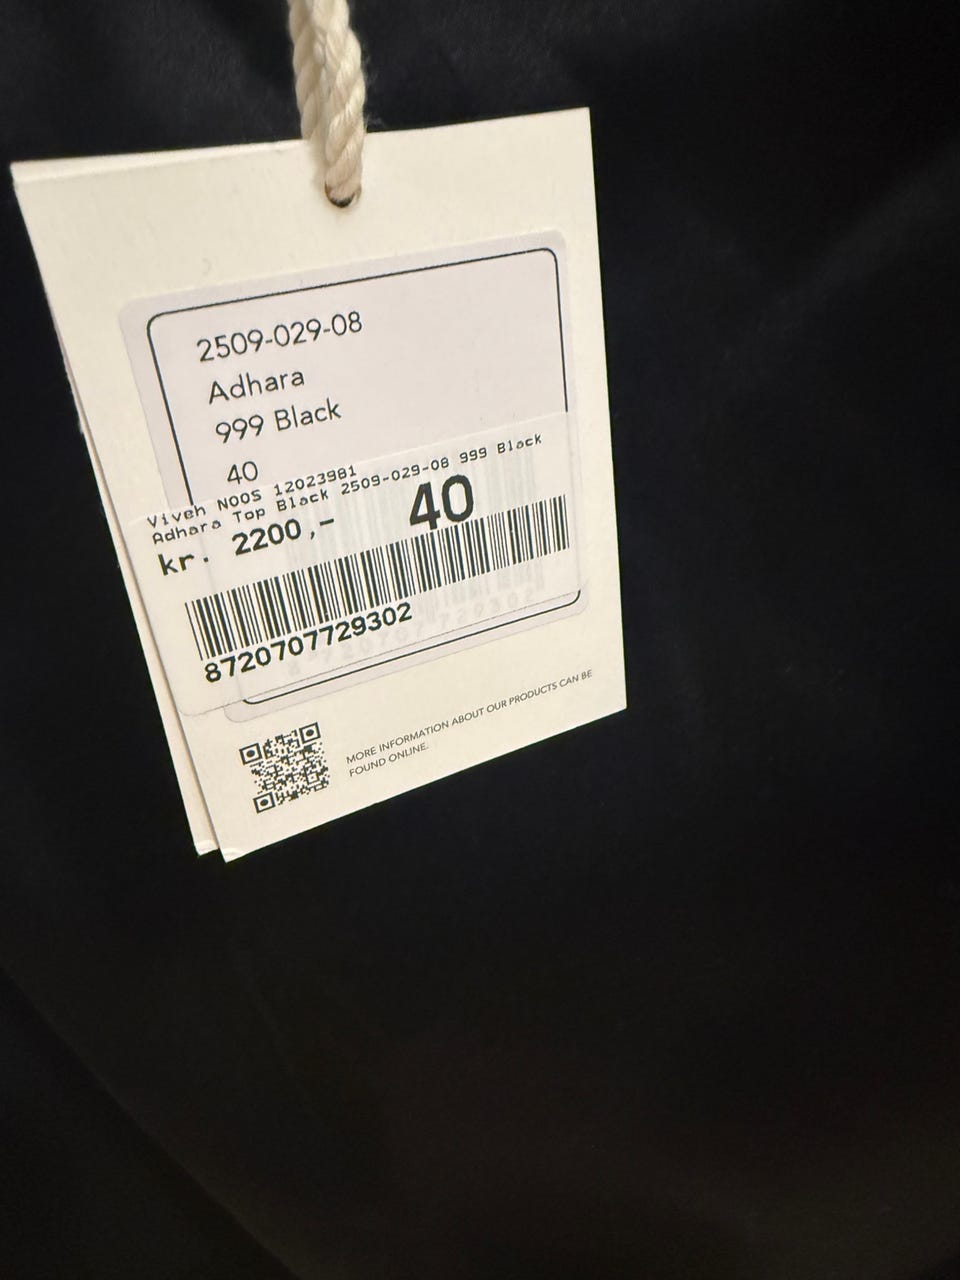 2509-029-08
Adhara
999 Black
40
Viveh NOOS 12023981
Adhara Top Black 2509-029-08 999 Black
kr. 2200,-
40
8720707729302
MORE INFORMATION ABOUT OUR PRODUCTS CAN BE
FOUND ONLINE.